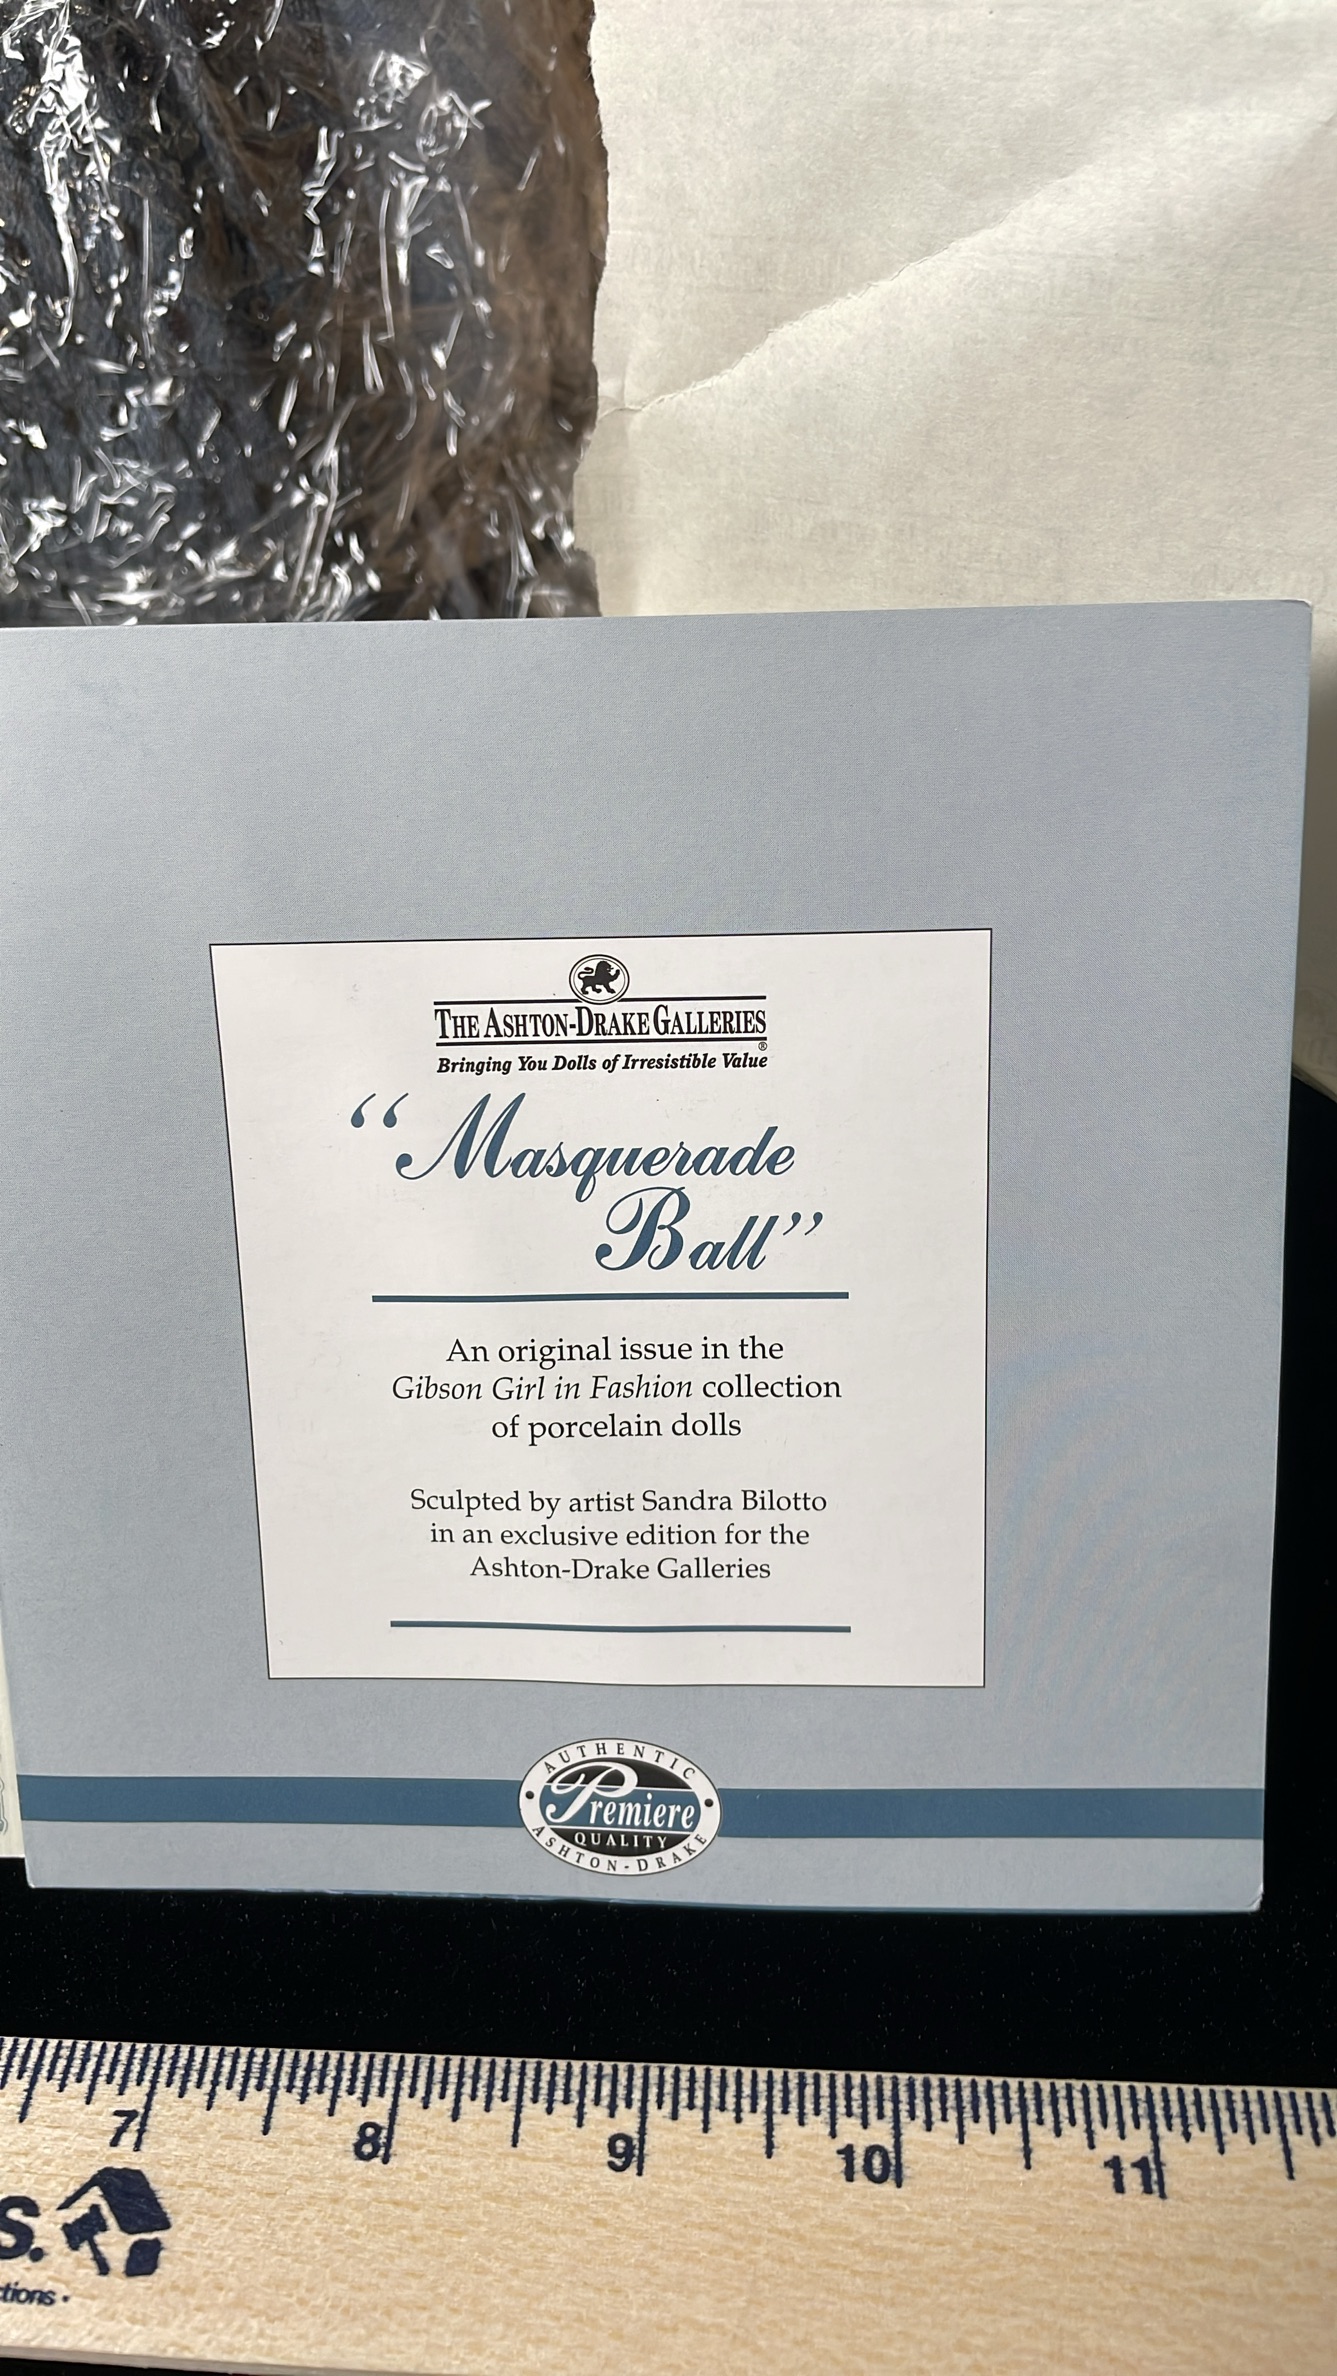 THE ASHTON-DRAKE GALLERIES
®
Bringing You Dolls of Irresistible Value
“Masquerade
Ball”
An original issue in the
Gibson Girl in Fashion collection
of porcelain dolls
Sculpted by artist Sandra Bilotto
in an exclusive edition for the
Ashton-Drake Galleries
AUTHENTIC
Premiere
QUALITY
ASHTON-DRAKE
7 8 9 10 11
S.
tions •